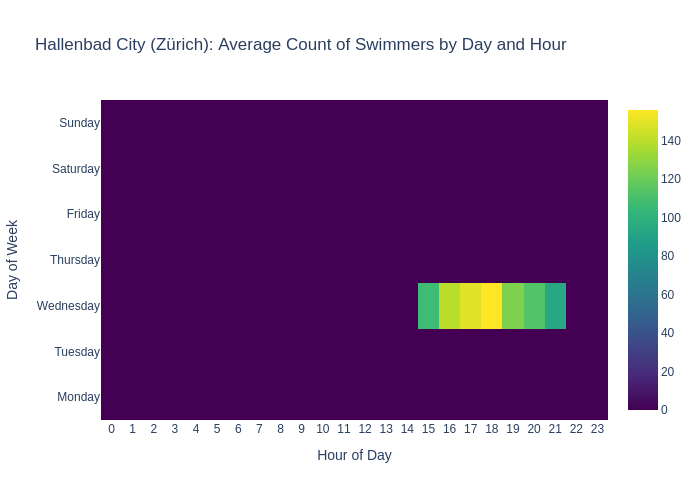 Hallenbad City (Zürich): Average Count of Swimmers by Day and Hour
Sunday
Saturday
Friday
Thursday
Wednesday
Tuesday
Monday
Day of Week
0 1 2 3 4 5 6 7 8 9 10 11 12 13 14 15 16 17 18 19 20 21 22 23
Hour of Day
140
120
100
80
60
40
20
0